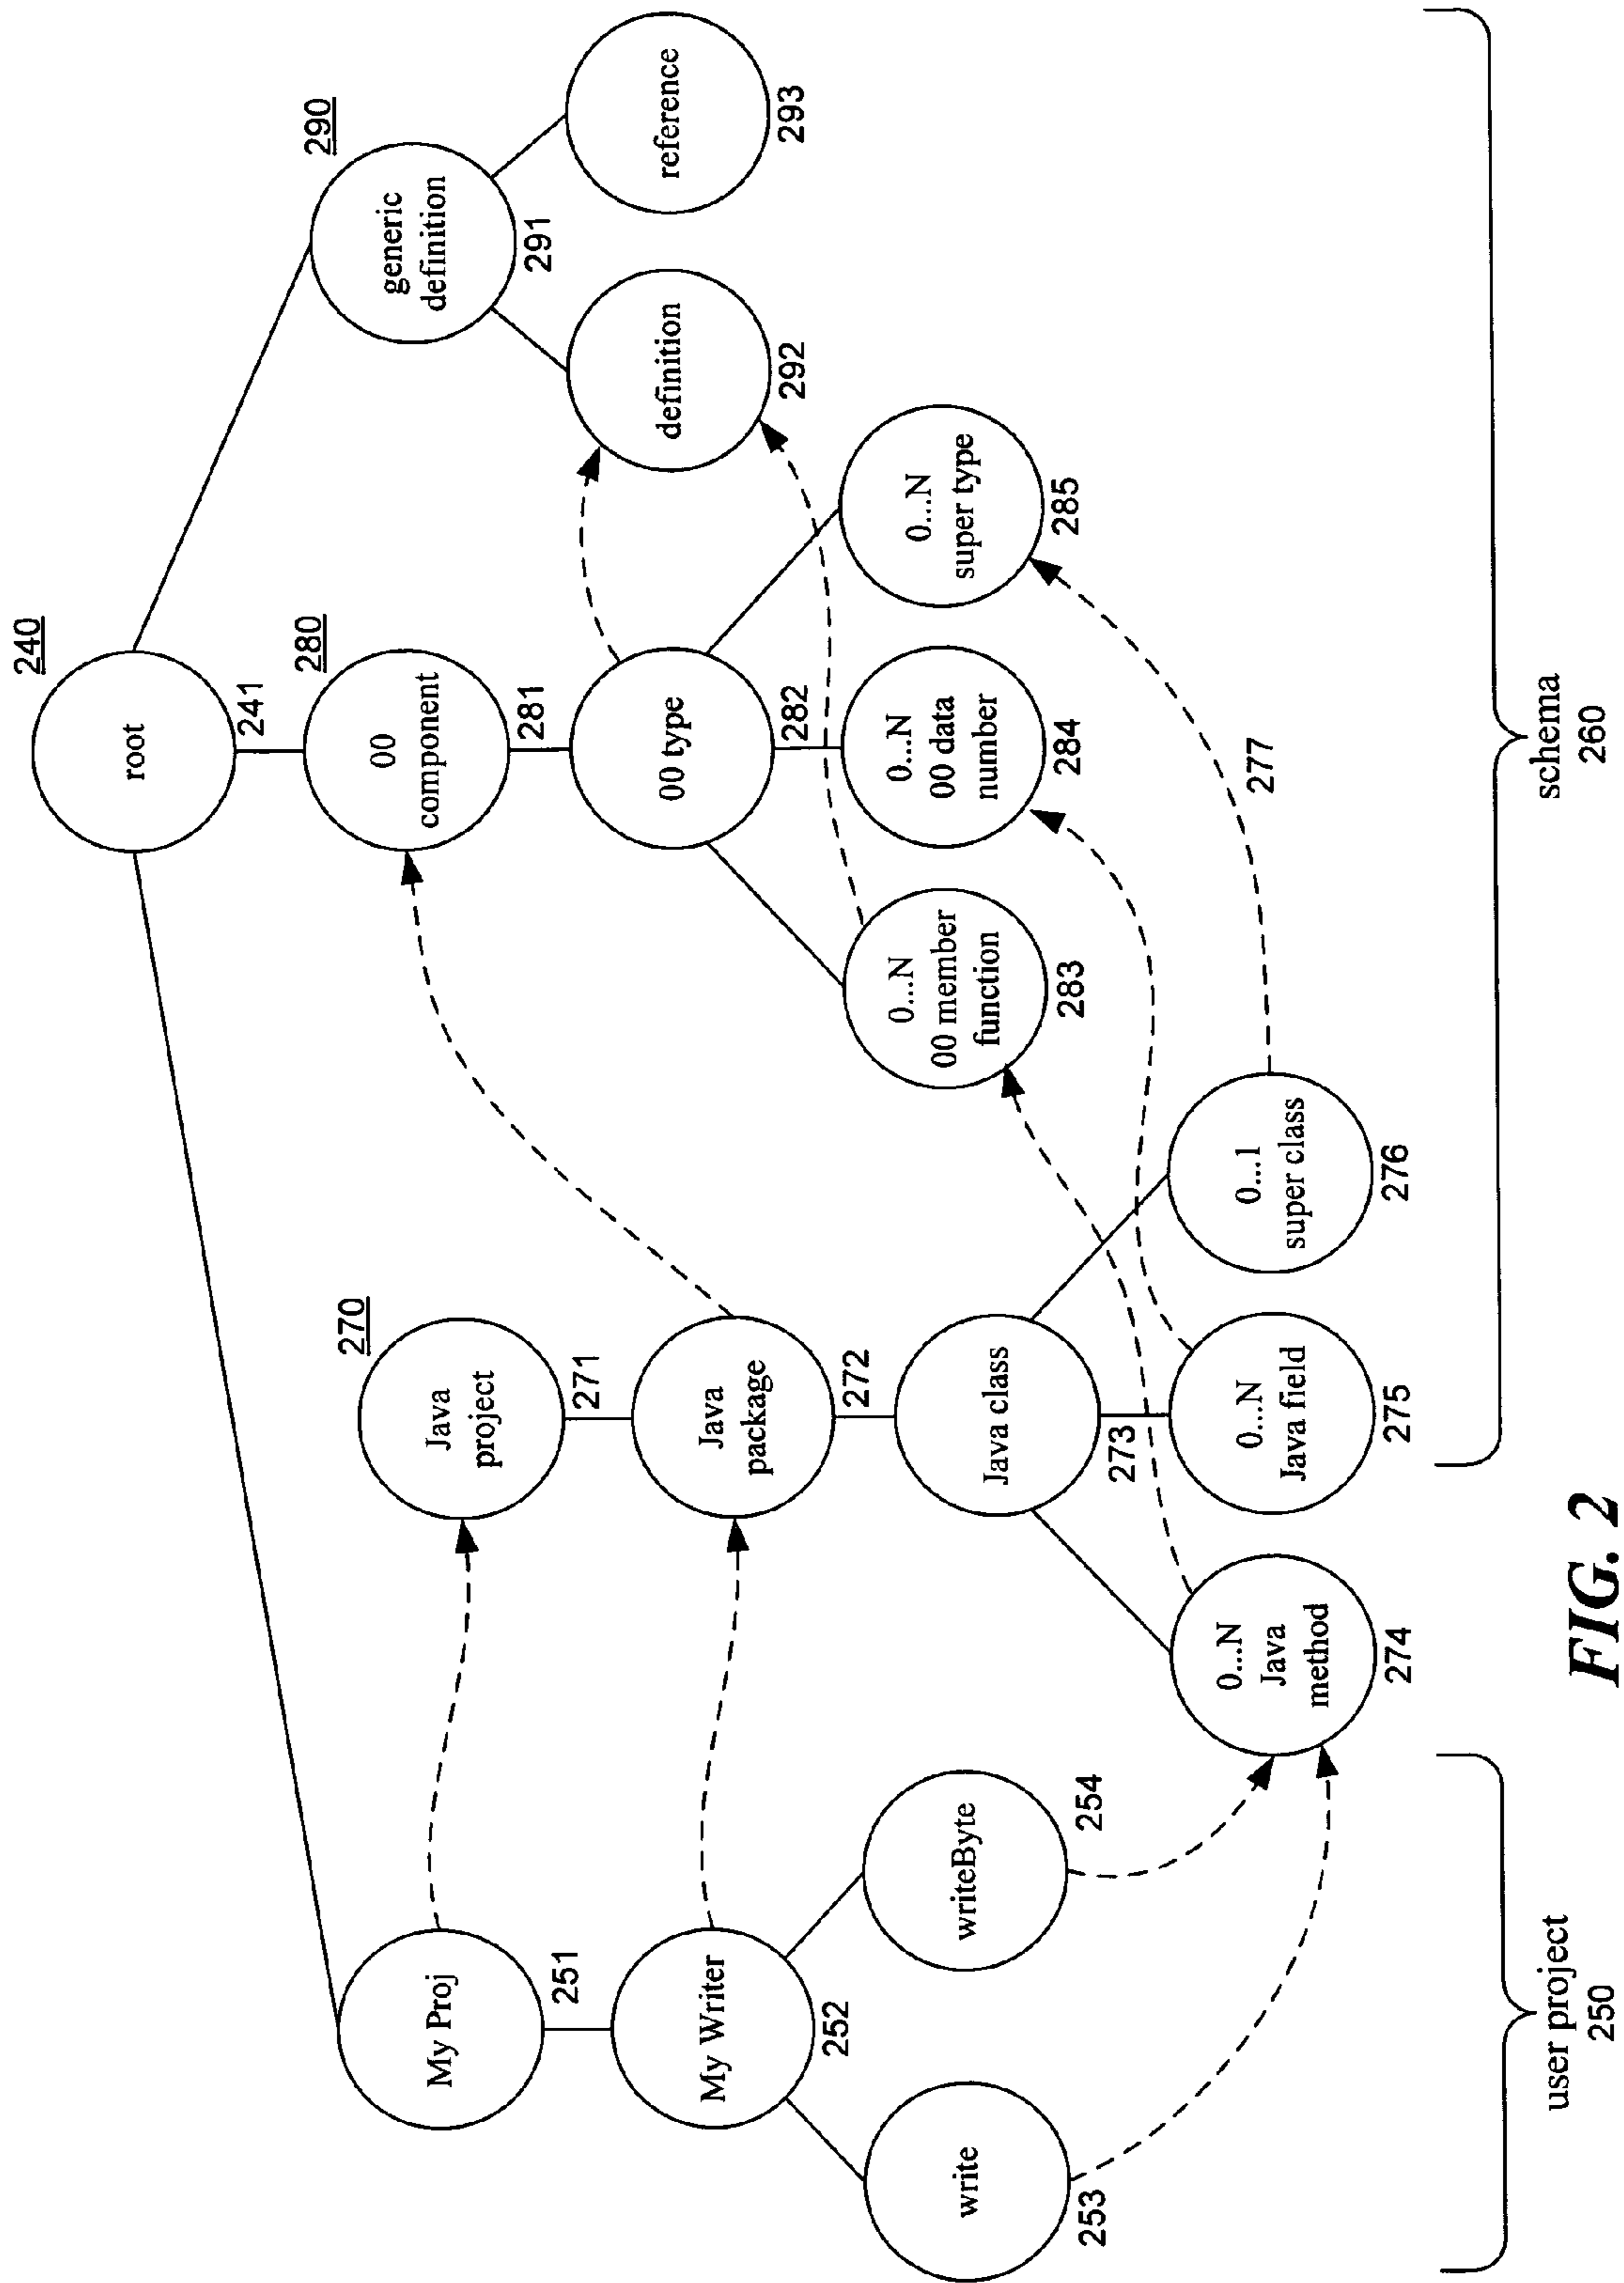 240
root
241
280
00
component
281
00 type
282
0...N
00 member
function
283
0...N
00 data
number
284
0...N
super type
285
290
generic
definition
291
definition
292
reference
293
270
Java
project
271
Java
package
272
Java class
273
0...N
Java
method
274
0...N
Java field
275
0...1
super class
276
277
My Proj
251
My Writer
252
write
253
writeByte
254
user project
250
schema
260
FIG. 2